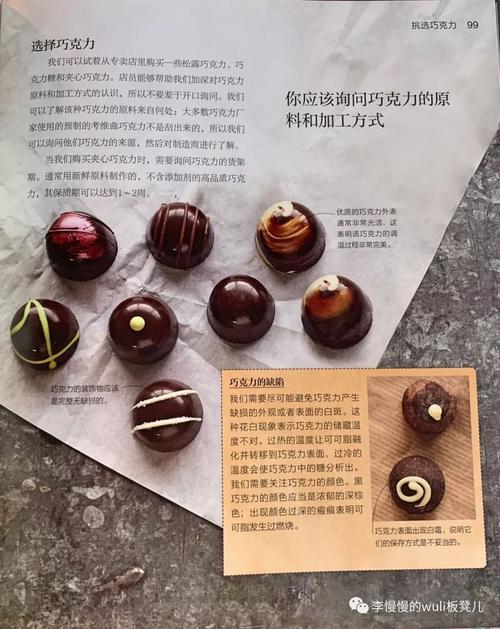 挑选巧克力 99
选择巧克力
我们可以试着从专卖店里购买一些松露巧克力、巧
克力糖和夹心巧克力。店员能够帮助我们加深对巧克力
原料和加工方式的认识，所以不要羞于开口询问。我们
可以了解该种巧克力的原料来自何处：大多数巧克力厂
家使用的预制的考维曲巧克力不是刮出来的，所以我们
可以询问他们巧克力的来源，然后对制造商进行了解。
当我们购买夹心巧克力时，需要询问巧克力的货架
期。通常用新鲜原料制作的，不含添加剂的高品质巧克
力，其保质期可以达到1~2周。
你应该询问巧克力的原
料和加工方式
优质的巧克力外表
通常非常光洁，这
表明该巧克力的调
温过程非常完美。
巧克力的装饰物应该
是完整无缺损的。
巧克力的缺陷
我们需要尽可能避免巧克力产生
缺损的外观或者表面的白斑。这
种花白现象表示巧克力的储藏温
度不对。过热的温度让可可脂融
化并转移到巧克力表面，过冷的
温度会使巧克力中的糖分析出。
我们需要关注巧克力的颜色。黑
巧克力的颜色应当是浓郁的深棕
色；出现颜色过深的瘢痕表明可
可脂发生过燃烧。
巧克力表面出现白霜，说明它
们的保存方式是不妥当的。
李慢慢的wuli板凳儿